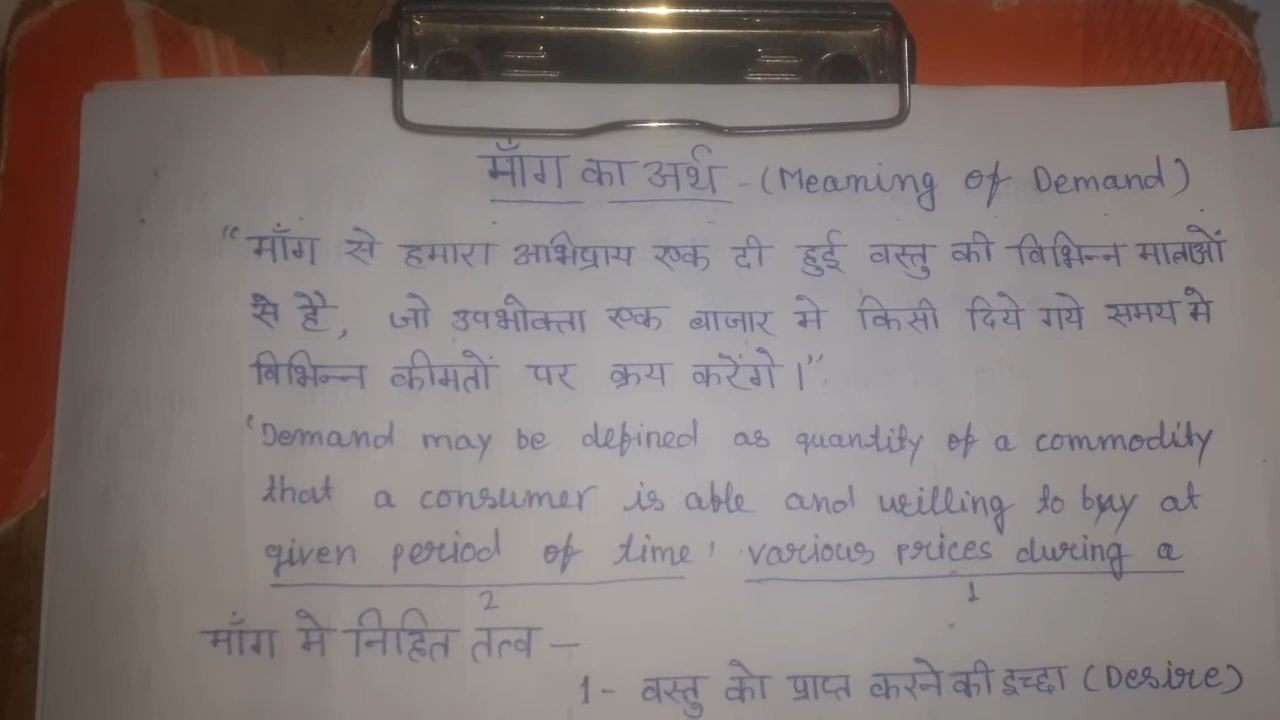 माँग का अर्थ - (Meaning of Demand)
“माँग से हमारा अभिप्राय एक दी हुई वस्तु की विभिन्न मात्राओं
से है, जो उपभोक्ता एक बाजार मे किसी दिये गये समय मे
विभिन्न कीमतों पर क्रय करेंगे।”
‘Demand may be defined as quantity of a commodity
that a consumer is able and willing to buy at
given period of time’ various prices during a
2 1
माँग मे निहित तत्व –
1- वस्तु को प्राप्त करने की इच्छा (Desire)